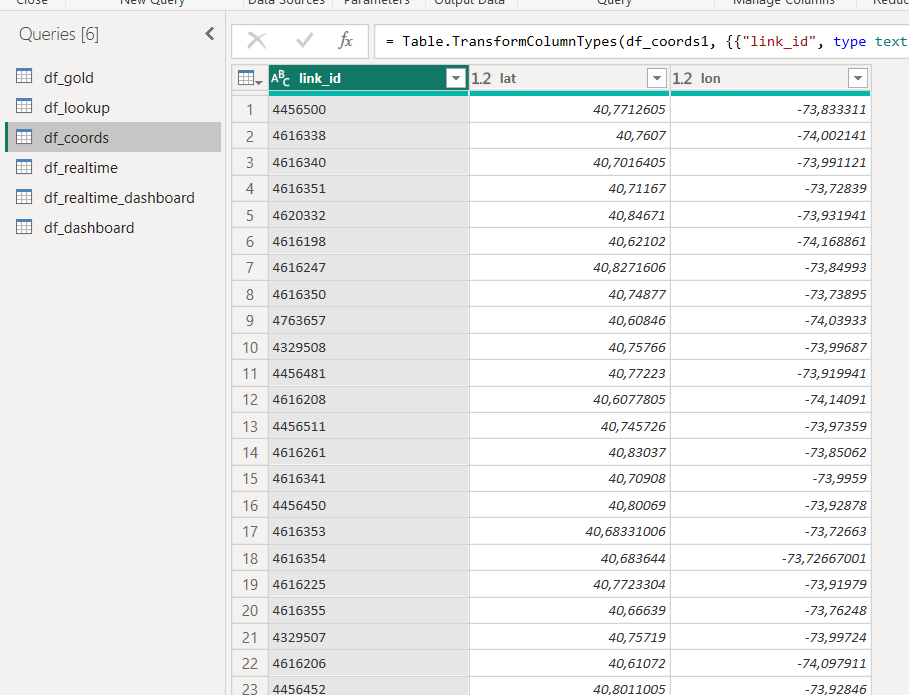 Close New Query Data Sources Parameters Output Data Query Manage Columns
Queries [6]
fx = Table.TransformColumnTypes(df_coords1, {{"link_id", type text
df_gold
df_lookup
df_coords
df_realtime
df_realtime_dashboard
df_dashboard
ABC link_id 1.2 lat 1.2 lon
1 4456500 40,7712605 -73,833311
2 4616338 40,7607 -74,002141
3 4616340 40,7016405 -73,991121
4 4616351 40,71167 -73,72839
5 4620332 40,84671 -73,931941
6 4616198 40,62102 -74,168861
7 4616247 40,8271606 -73,84993
8 4616350 40,74877 -73,73895
9 4763657 40,60846 -74,03933
10 4329508 40,75766 -73,99687
11 4456481 40,77223 -73,919941
12 4616208 40,6077805 -74,14091
13 4456511 40,745726 -73,97359
14 4616261 40,83037 -73,85062
15 4616341 40,70908 -73,9959
16 4456450 40,80069 -73,92878
17 4616353 40,68331006 -73,72663
18 4616354 40,683644 -73,72667001
19 4616225 40,7723304 -73,91979
20 4616355 40,66639 -73,76248
21 4329507 40,75719 -73,99724
22 4616206 40,61072 -74,097911
23 4456452 40,8011005 -73,92846